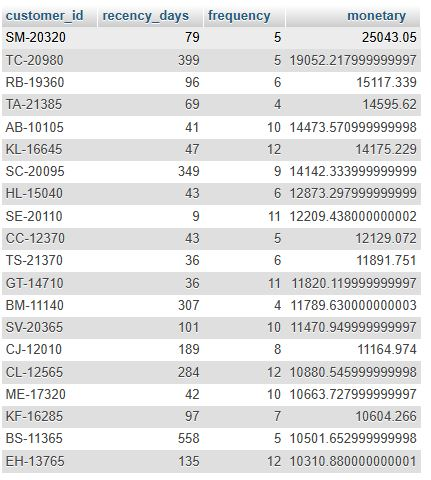 customer_id recency_days frequency monetary
SM-20320 79 5 25043.05
TC-20980 399 5 19052.217999999997
RB-19360 96 6 15117.339
TA-21385 69 4 14595.62
AB-10105 41 10 14473.570999999998
KL-16645 47 12 14175.229
SC-20095 349 9 14142.333999999999
HL-15040 43 6 12873.297999999999
SE-20110 9 11 12209.438000000002
CC-12370 43 5 12129.072
TS-21370 36 6 11891.751
GT-14710 36 11 11820.119999999997
BM-11140 307 4 11789.630000000003
SV-20365 101 10 11470.949999999997
CJ-12010 189 8 11164.974
CL-12565 284 12 10880.545999999998
ME-17320 42 10 10663.727999999997
KF-16285 97 7 10604.266
BS-11365 558 5 10501.652999999998
EH-13765 135 12 10310.880000000001